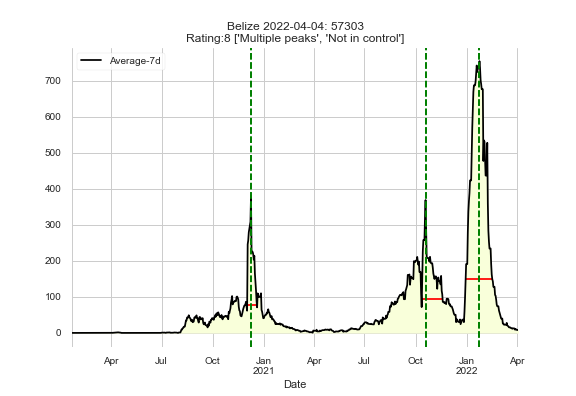 Belize 2022-04-04: 57303
Rating:8 ['Multiple peaks', 'Not in control']
Average-7d
700
600
500
400
300
200
100
0
Apr
Jul
Oct
Jan
2021
Apr
Jul
Oct
Jan
2022
Apr
Date